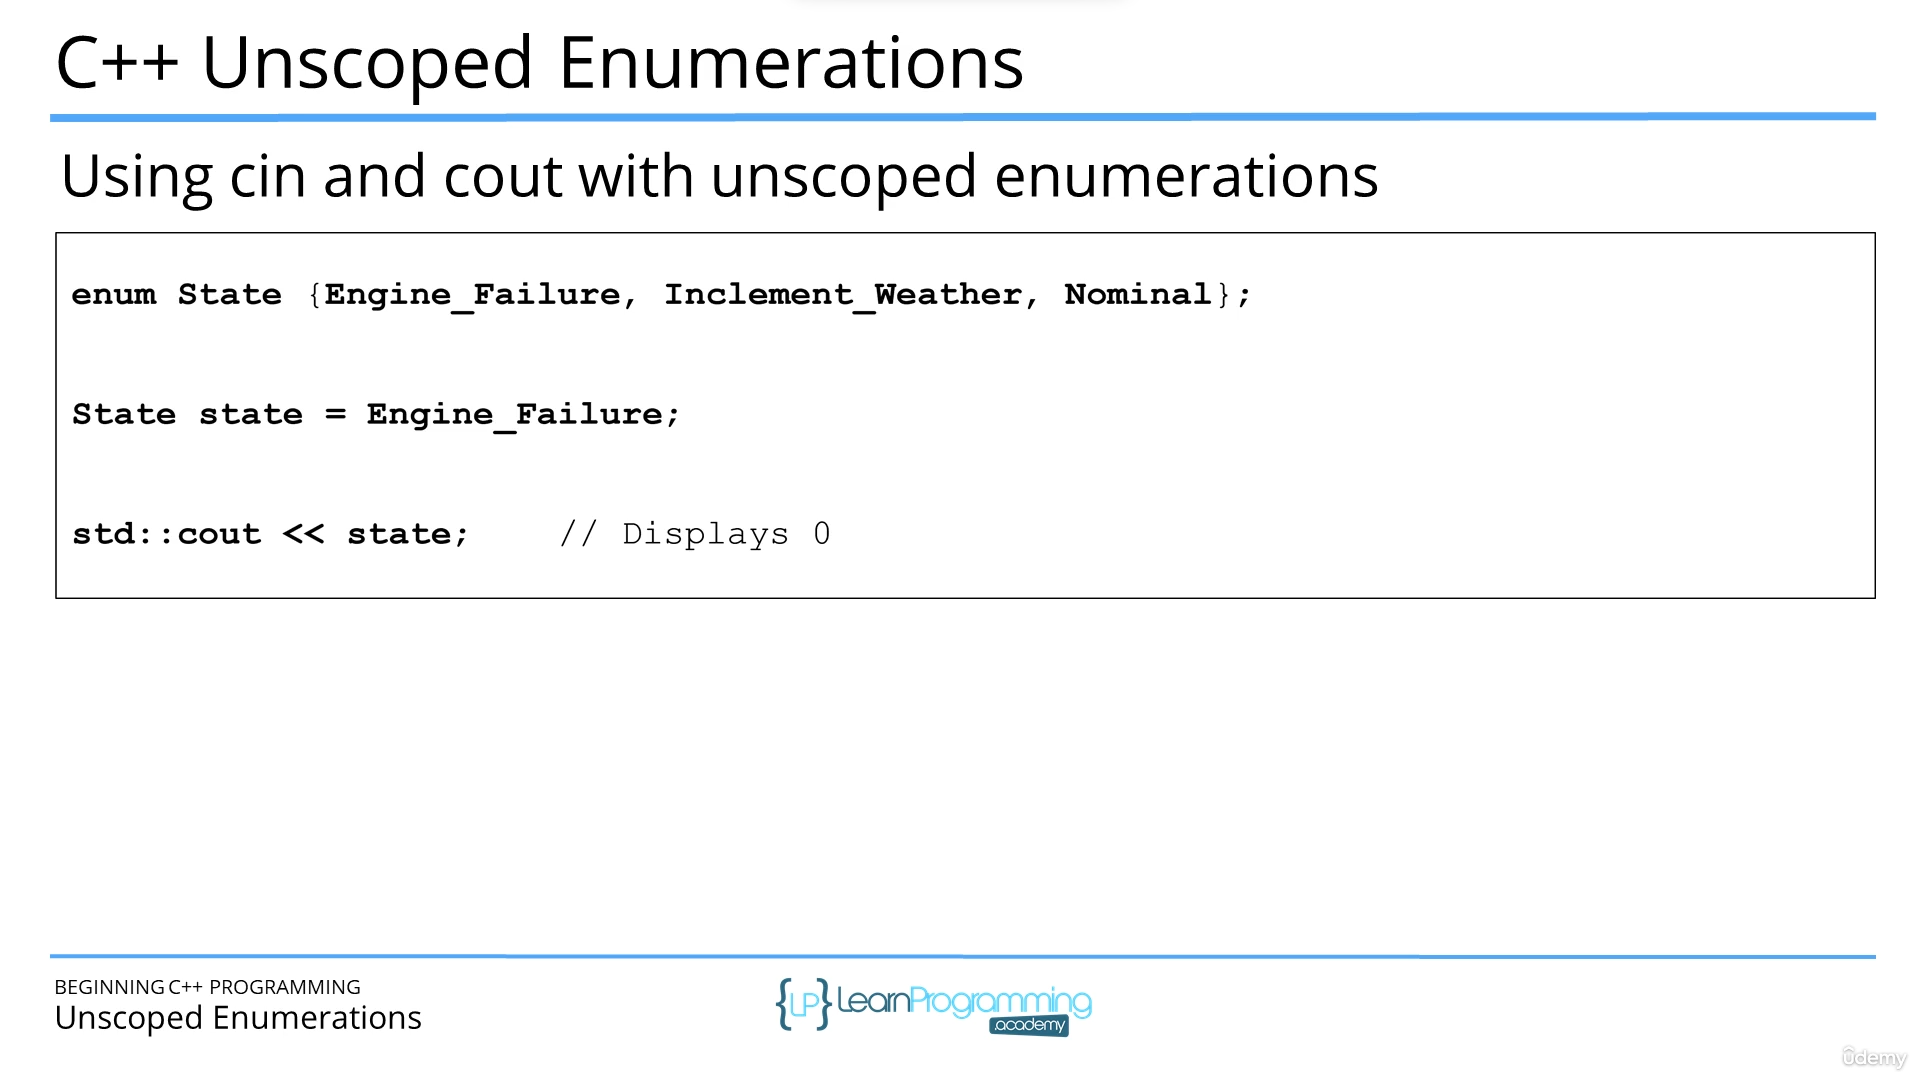 C++ Unscoped Enumerations
Using cin and cout with unscoped enumerations
enum State {Engine_Failure, Inclement_Weather, Nominal};
State state = Engine_Failure;
std::cout << state;    // Displays 0
BEGINNING C++ PROGRAMMING
Unscoped Enumerations
{LP} LearnProgramming
.academy
ûdemy